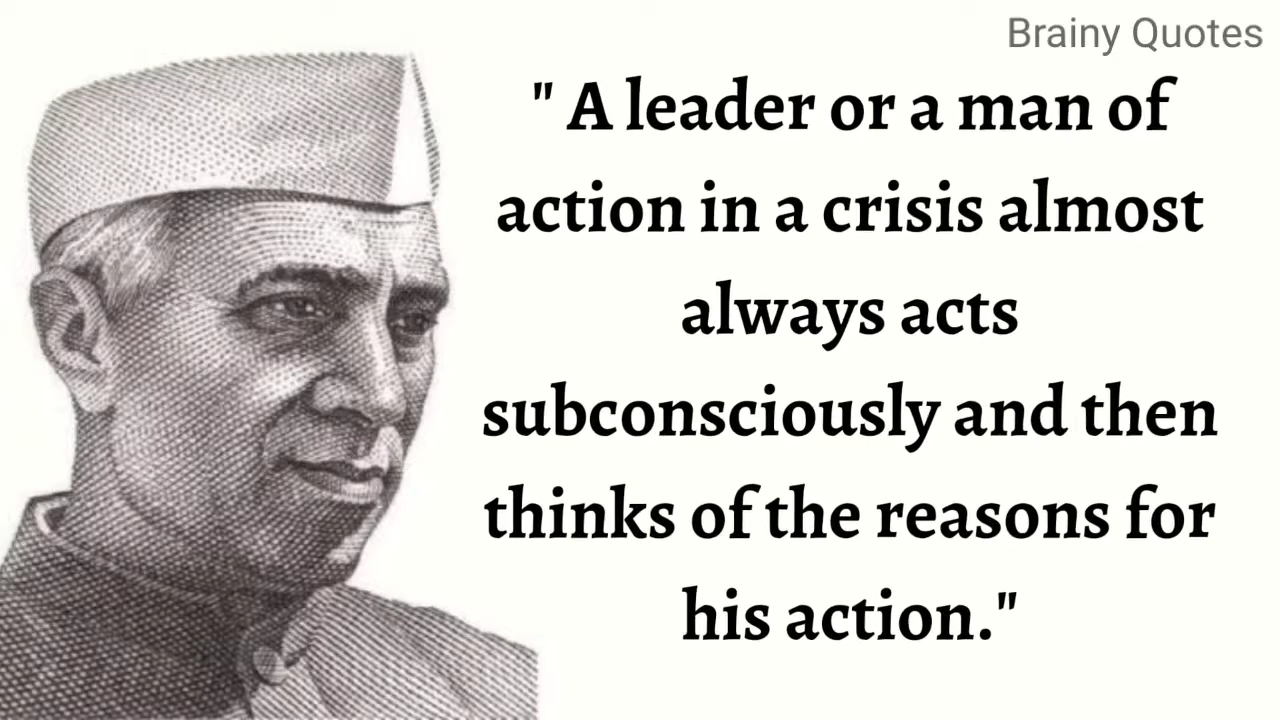 Brainy Quotes
" A leader or a man of
action in a crisis almost
always acts
subconsciously and then
thinks of the reasons for
his action."